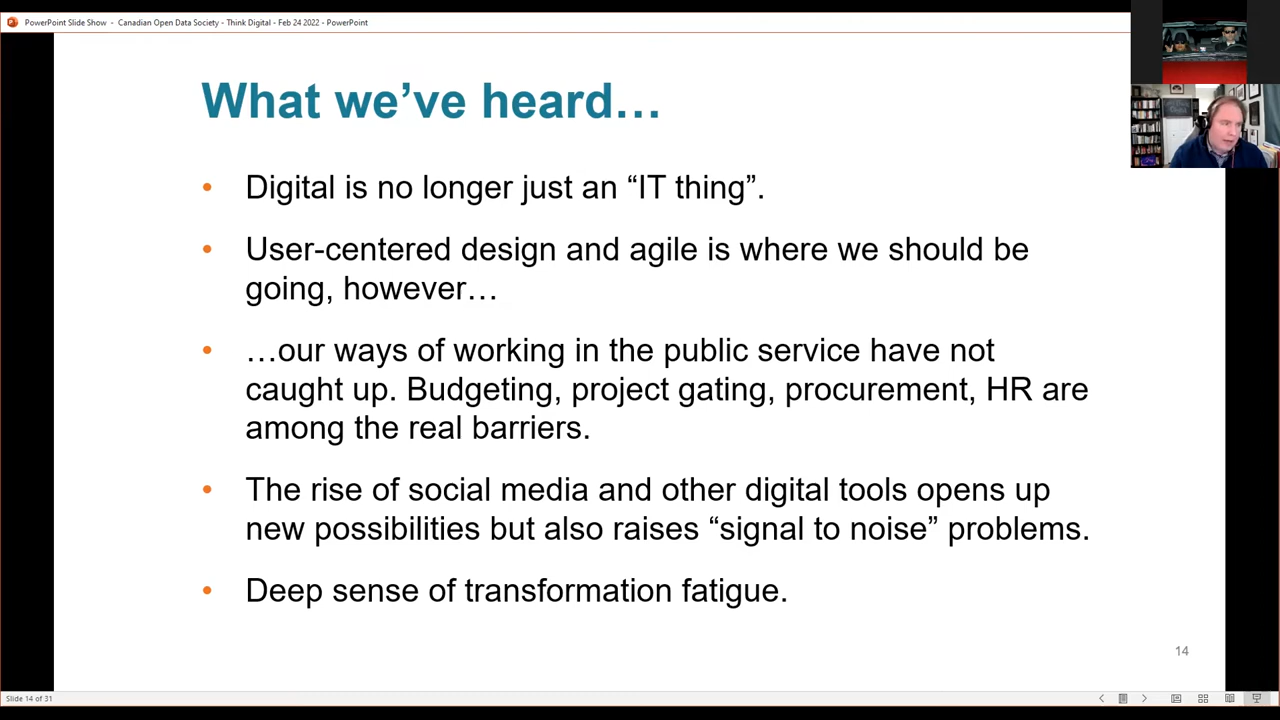 PowerPoint Slide Show - Canadian Open Data Society - Think Digital - Feb 24 2022 - PowerPoint
What we’ve heard…
• Digital is no longer just an “IT thing”.
• User-centered design and agile is where we should be
going, however…
• …our ways of working in the public service have not
caught up. Budgeting, project gating, procurement, HR are
among the real barriers.
• The rise of social media and other digital tools opens up
new possibilities but also raises “signal to noise” problems.
• Deep sense of transformation fatigue.
14
Slide 14 of 31